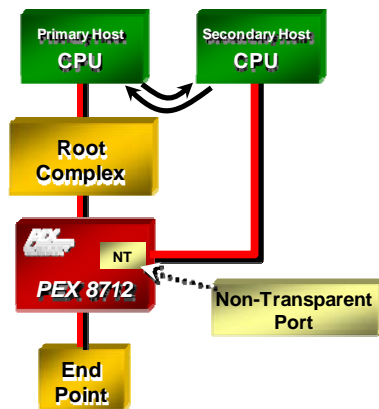 Primary Host
CPU
Secondary Host
CPU
Root
Complex
NT
PEX 8712
Non-Transparent
Port
End
Point